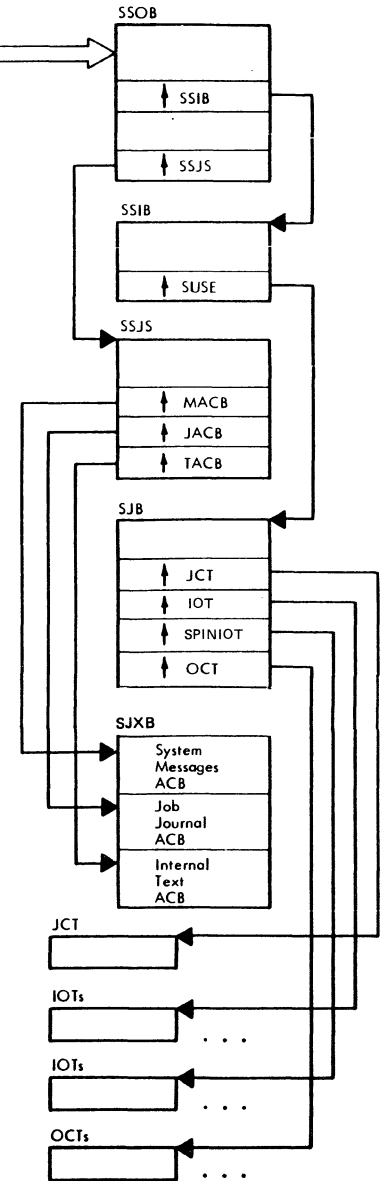 SSOB
↑ SSIB
↑ SSJS
SSIB
↑ SUSE
SSJS
↑ MACB
↑ JACB
↑ TACB
SJB
↑ JCT
↑ IOT
↑ SPINIOT
↑ OCT
SJXB
System
Messages
ACB
Job
Journal
ACB
Internal
Text
ACB
JCT
IOTs
. . .
IOTs
. . .
OCTs
. . .